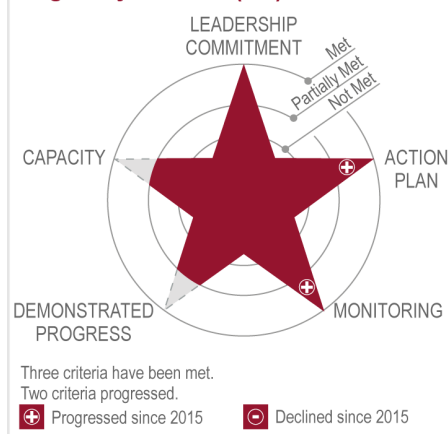 LEADERSHIP
COMMITMENT
Met
Partially Met
Not Met
CAPACITY
ACTION
PLAN
DEMONSTRATED
PROGRESS
MONITORING
Three criteria have been met.
Two criteria progressed.
Progressed since 2015
Declined since 2015